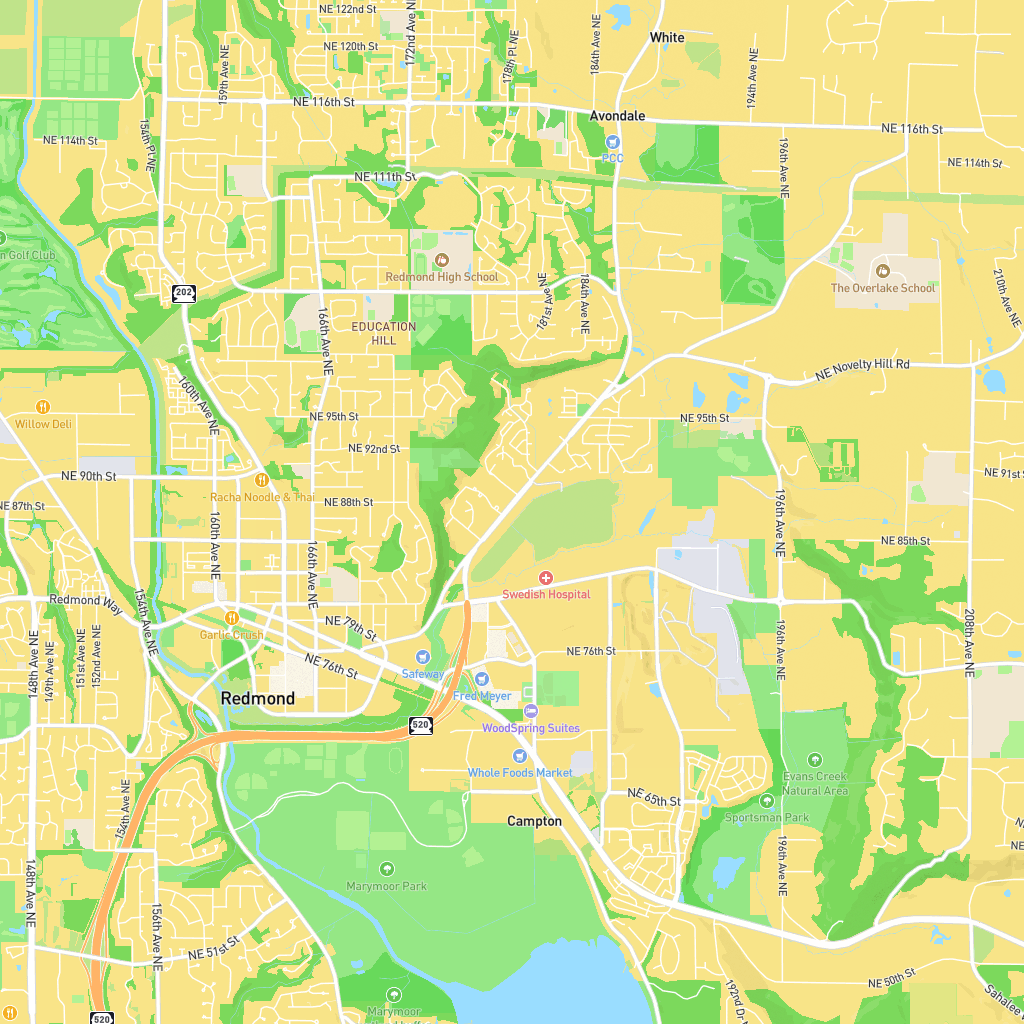 NE 122nd St
172nd Ave NE
184th Ave NE
White
159th Ave NE
NE 120th St
178th Pl NE
194th Ave NE
NE 116th St
Avondale
NE 116th St
154th Pl NE
NE 114th St
PCC
196th Ave NE
NE 114th St
NE 111th St
n Golf Club
Redmond High School
The Overlake School
202
181st Ave NE
184th Ave NE
210th Ave NE
166th Ave NE
EDUCATION
HILL
NE Novelty Hill Rd
160th Ave NE
Willow Deli
NE 95th St
NE 95th St
NE 92nd St
NE 90th St
NE 91st S
Racha Noodle & Thai
NE 88th St
NE 87th St
160th Ave NE
166th Ave NE
196th Ave NE
NE 85th St
Swedish Hospital
Redmond Way
154th Ave NE
Garlic Crush
NE 79th St
196th Ave NE
208th Ave NE
148th Ave NE
149th Ave NE
151st Ave NE
152nd Ave NE
NE 76th St
NE 76th St
Safeway
Fred Meyer
Redmond
520
WoodSpring Suites
Whole Foods Market
Evans Creek
Natural Area
NE 65th St
Sportsman Park
154th Ave NE
Campton
148th Ave NE
Marymoor Park
196th Ave NE
156th Ave NE
NE 51st St
NE 50th St
192nd Dr N
Sahalee
Marymoor
520